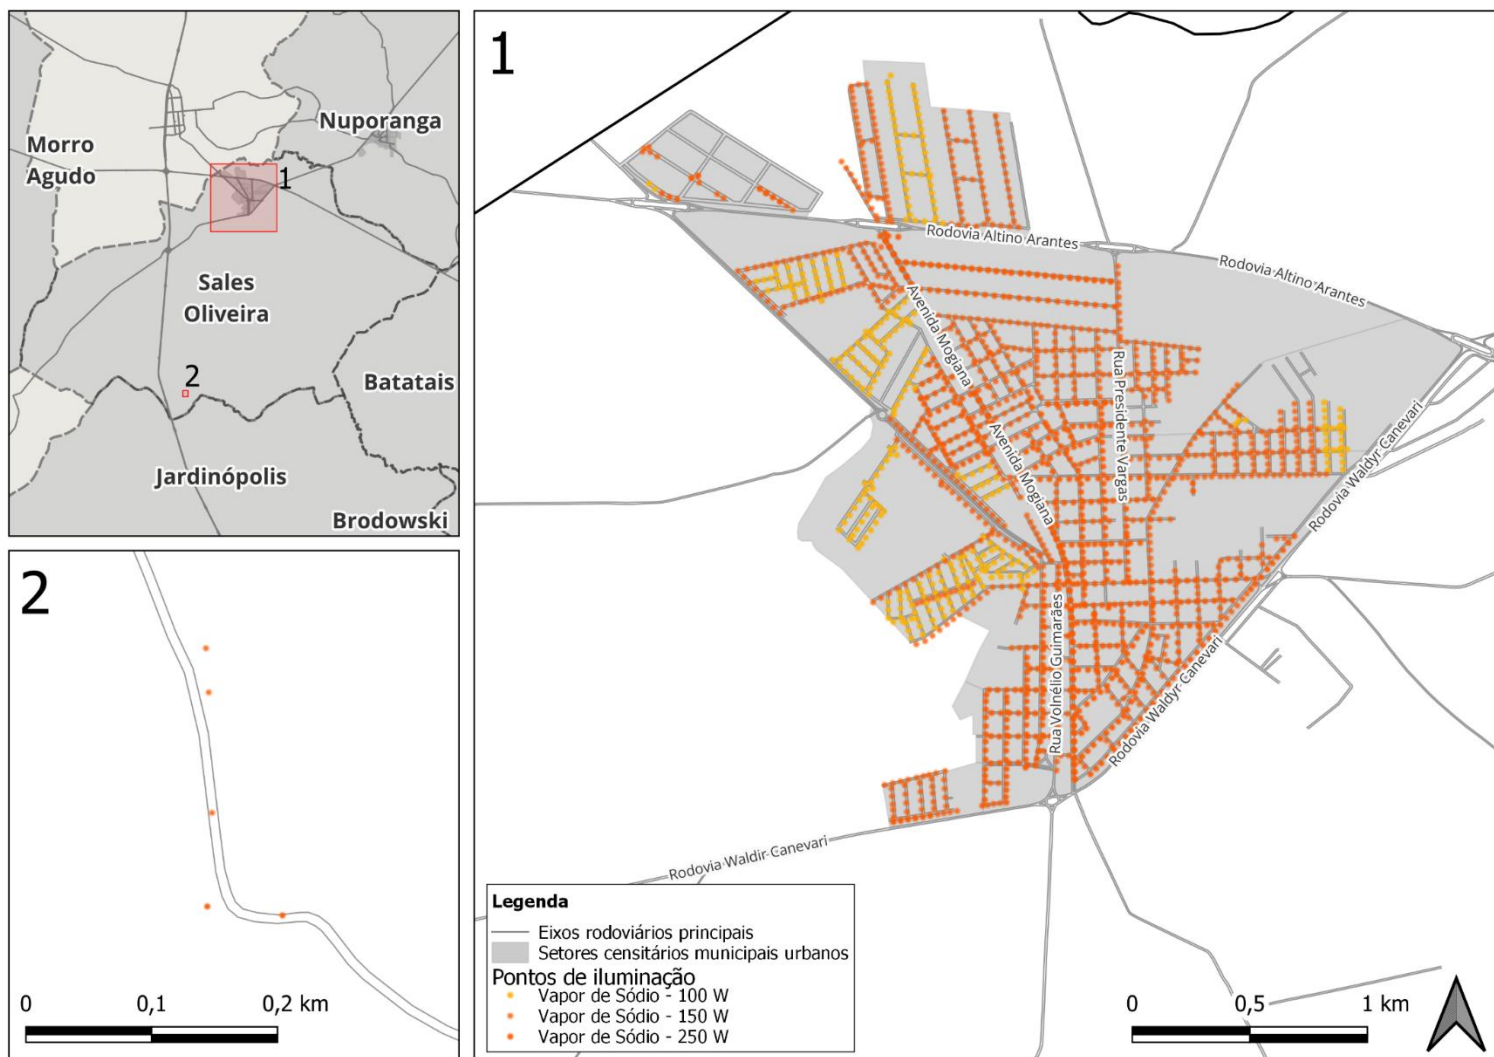 Nuporanga
Morro
Agudo
1
Sales
Oliveira
2
Batatais
Jardinópolis
Brodowski
2
0
0,1
0,2 km
1
Rodovia Altino Arantes
Rodovia Altino Arantes
Avenida Mogiana
Rua Presidente Vargas
Avenida Mogiana
Rodovia Waldyr Canevari
Rua Volnélio Guimarães
Rodovia Waldyr Canevari
Rodovia Waldir Canevari
Legenda
Eixos rodoviários principais
Setores censitários municipais urbanos
Pontos de iluminação
Vapor de Sódio - 100 W
Vapor de Sódio - 150 W
Vapor de Sódio - 250 W
0
0,5
1 km